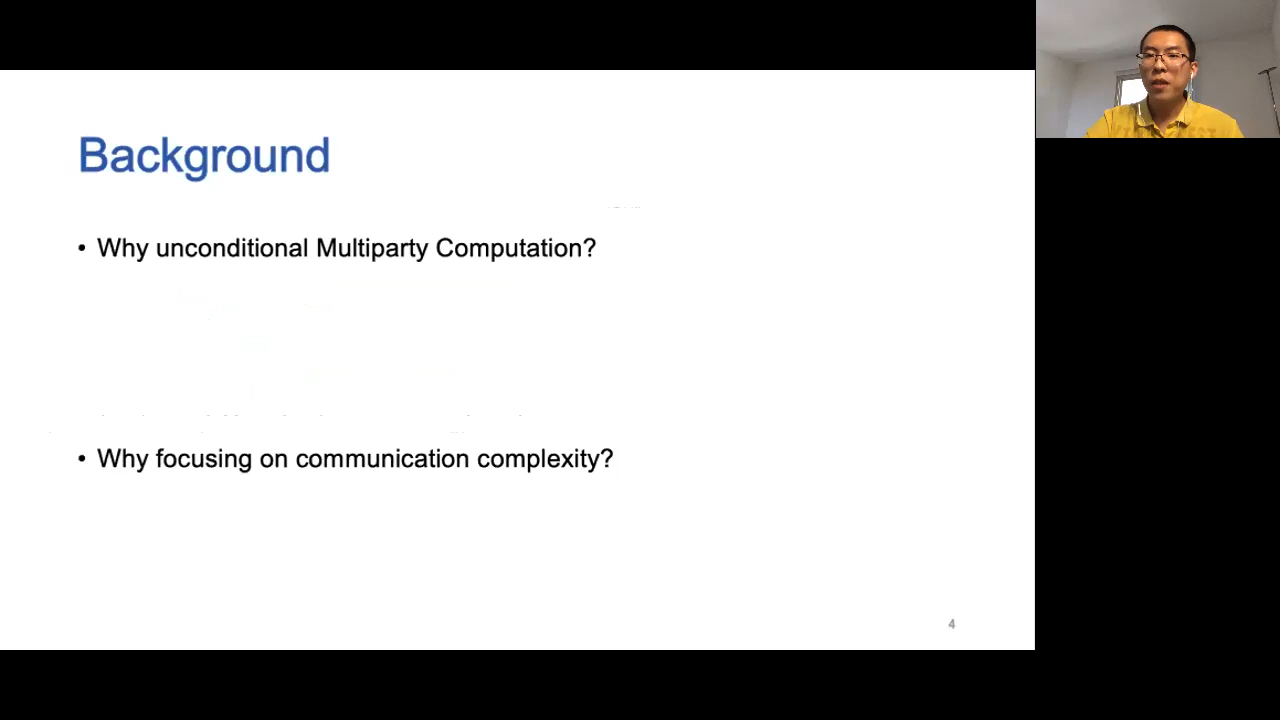 Background
• Why unconditional Multiparty Computation?
• Why focusing on communication complexity?
4